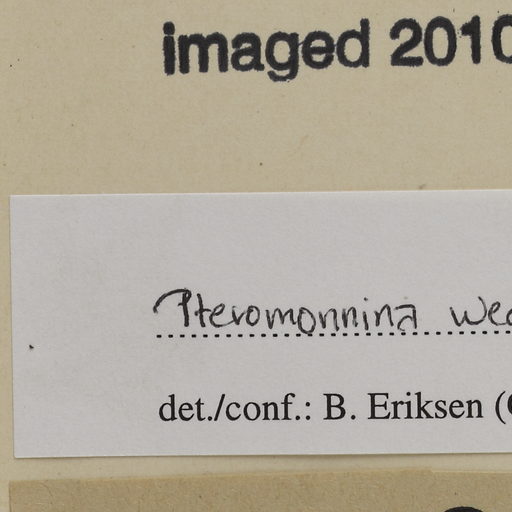 imaged 2010
Pteromonnina
det./conf.: B. Eriksen (